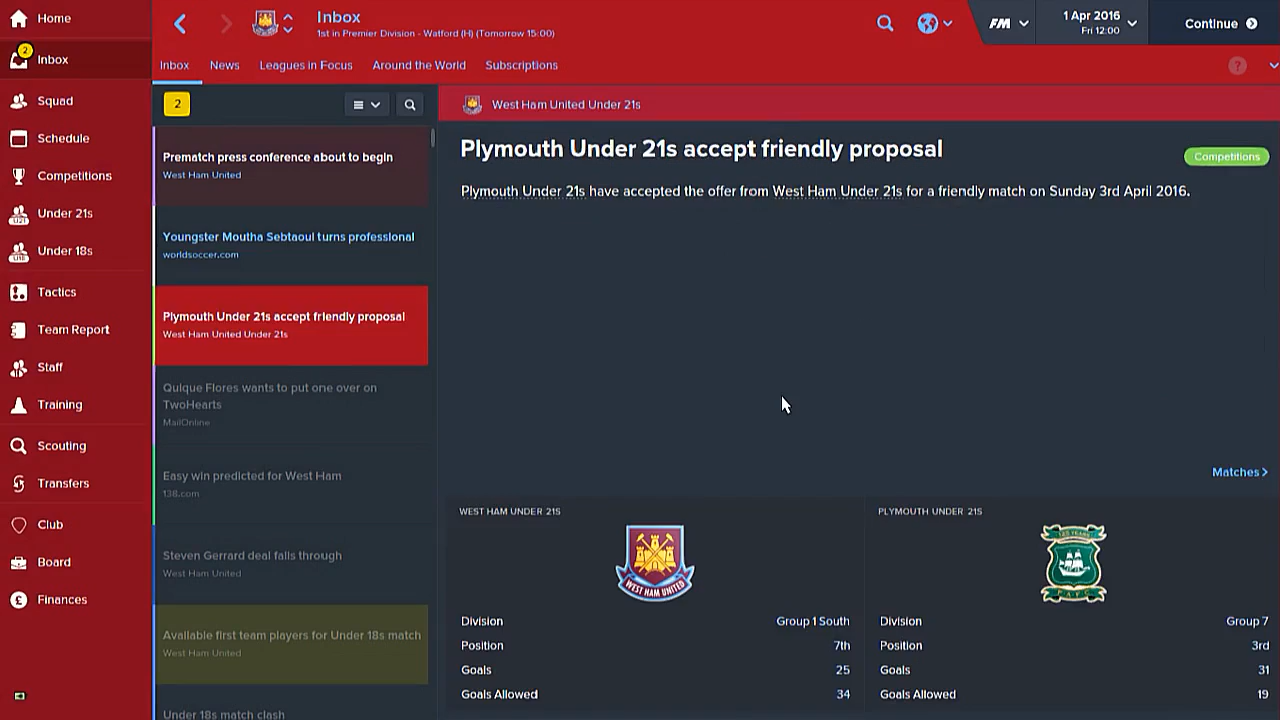 Home
2
Inbox
Squad
Schedule
Competitions
Under 21s
Under 18s
Tactics
Team Report
Staff
Training
Scouting
Transfers
Club
Board
Finances
Inbox
1st in Premier Division - Watford (H) (Tomorrow 15:00)
FM
1 Apr 2016
Fri 12:00
Continue
Inbox
News
Leagues in Focus
Around the World
Subscriptions
?
2
Prematch press conference about to begin
West Ham United
Youngster Moutha Sebtaoul turns professional
worldsoccer.com
Plymouth Under 21s accept friendly proposal
West Ham United Under 21s
Quique Flores wants to put one over on
TwoHearts
MailOnline
Easy win predicted for West Ham
138.com
Steven Gerrard deal falls through
West Ham United
Available first team players for Under 18s match
West Ham United
Under 18s match clash
West Ham United Under 21s
Plymouth Under 21s accept friendly proposal
Competitions
Plymouth Under 21s have accepted the offer from West Ham Under 21s for a friendly match on Sunday 3rd April 2016.
Matches >
WEST HAM UNDER 21S
WEST HAM UNITED
Division Group 1 South
Position 7th
Goals 25
Goals Allowed 34
PLYMOUTH UNDER 21S
125 YEARS
P.A.F.C
Division Group 7
Position 3rd
Goals 31
Goals Allowed 19